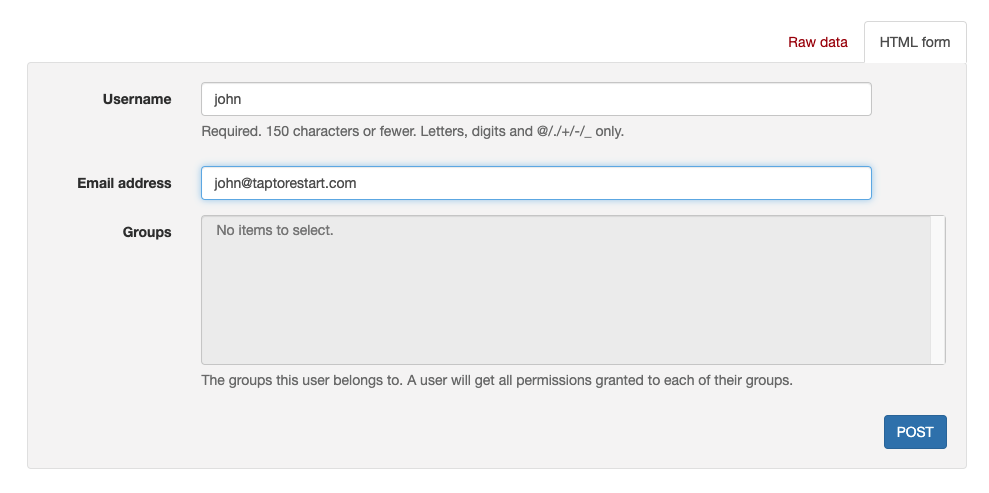 Raw data
HTML form
Username
john
Required. 150 characters or fewer. Letters, digits and @/./+/-/_ only.
Email address
john@taptorestart.com
Groups
No items to select.
The groups this user belongs to. A user will get all permissions granted to each of their groups.
POST